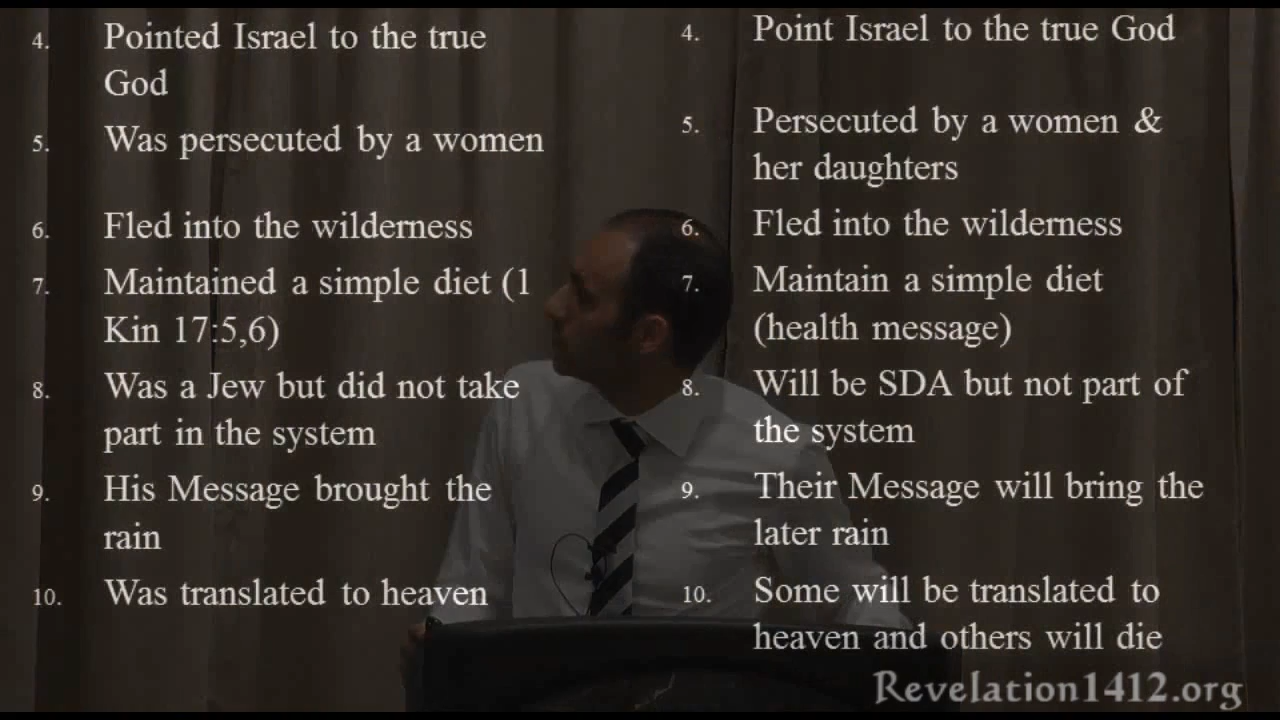 4. Pointed Israel to the true
God
5. Was persecuted by a women
6. Fled into the wilderness
7. Maintained a simple diet (1
Kin 17:5,6)
8. Was a Jew but did not take
part in the system
9. His Message brought the
rain
10. Was translated to heaven
4. Point Israel to the true God
5. Persecuted by a women &
her daughters
6. Fled into the wilderness
7. Maintain a simple diet
(health message)
8. Will be SDA but not part of
the system
9. Their Message will bring the
later rain
10. Some will be translated to
heaven and others will die
Revelation1412.org